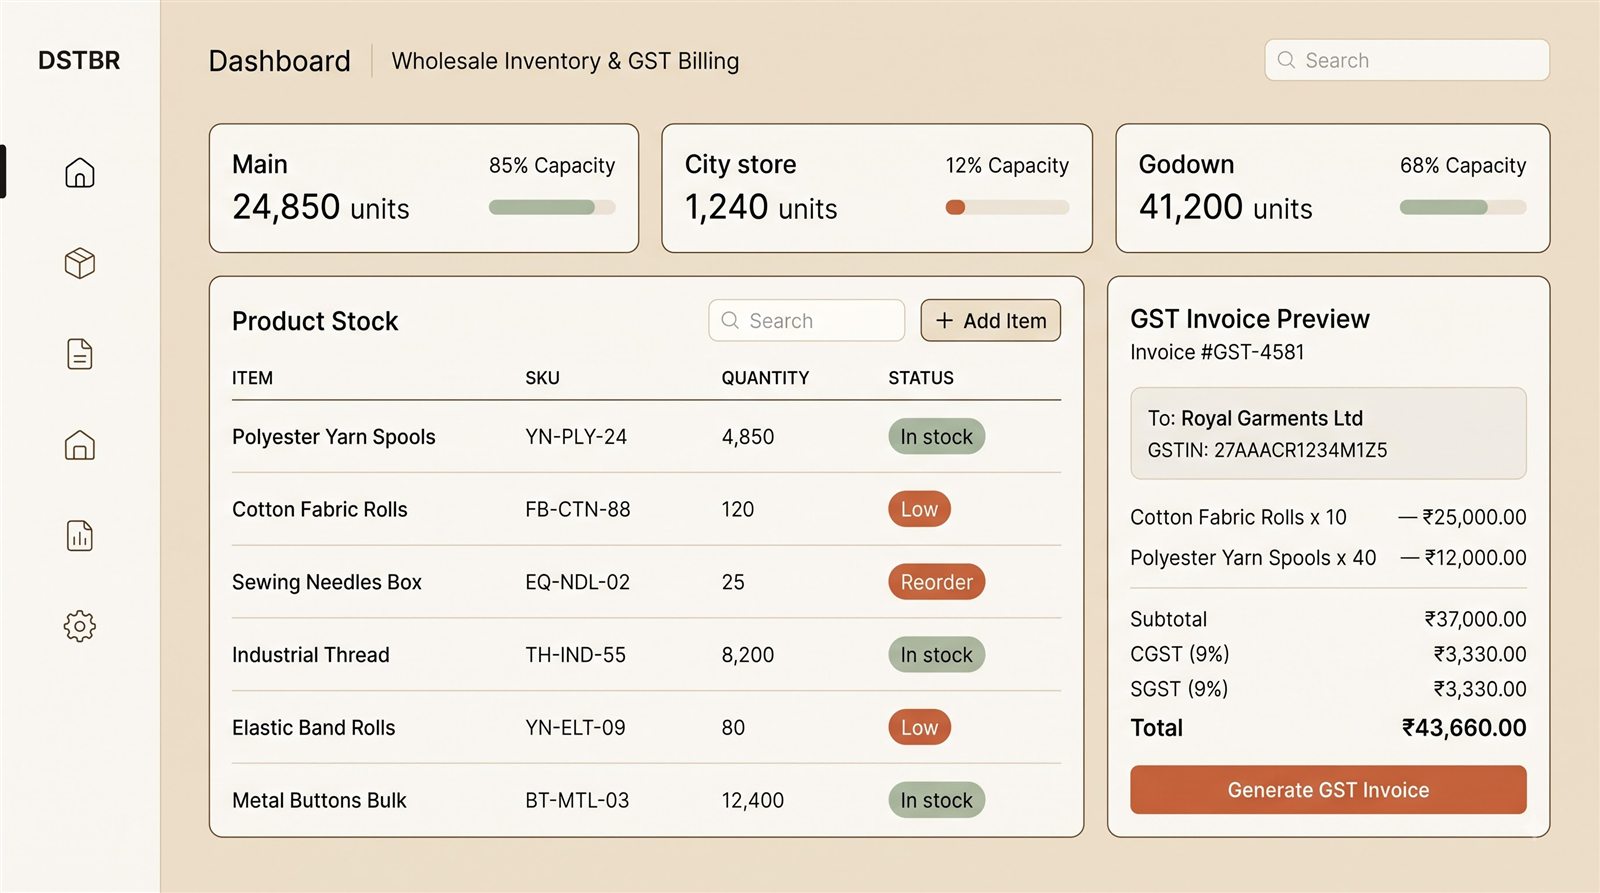 DSTBR
Dashboard
Wholesale Inventory & GST Billing
Search
Main
85% Capacity
24,850 units
City store
12% Capacity
1,240 units
Godown
68% Capacity
41,200 units
Product Stock
Search
+ Add Item
ITEM SKU QUANTITY STATUS
Polyester Yarn Spools YN-PLY-24 4,850 In stock
Cotton Fabric Rolls FB-CTN-88 120 Low
Sewing Needles Box EQ-NDL-02 25 Reorder
Industrial Thread TH-IND-55 8,200 In stock
Elastic Band Rolls YN-ELT-09 80 Low
Metal Buttons Bulk BT-MTL-03 12,400 In stock
GST Invoice Preview
Invoice #GST-4581
To: Royal Garments Ltd
GSTIN: 27AAACR1234M1Z5
Cotton Fabric Rolls x 10 — ₹25,000.00
Polyester Yarn Spools x 40 — ₹12,000.00
Subtotal ₹37,000.00
CGST (9%) ₹3,330.00
SGST (9%) ₹3,330.00
Total ₹43,660.00
Generate GST Invoice